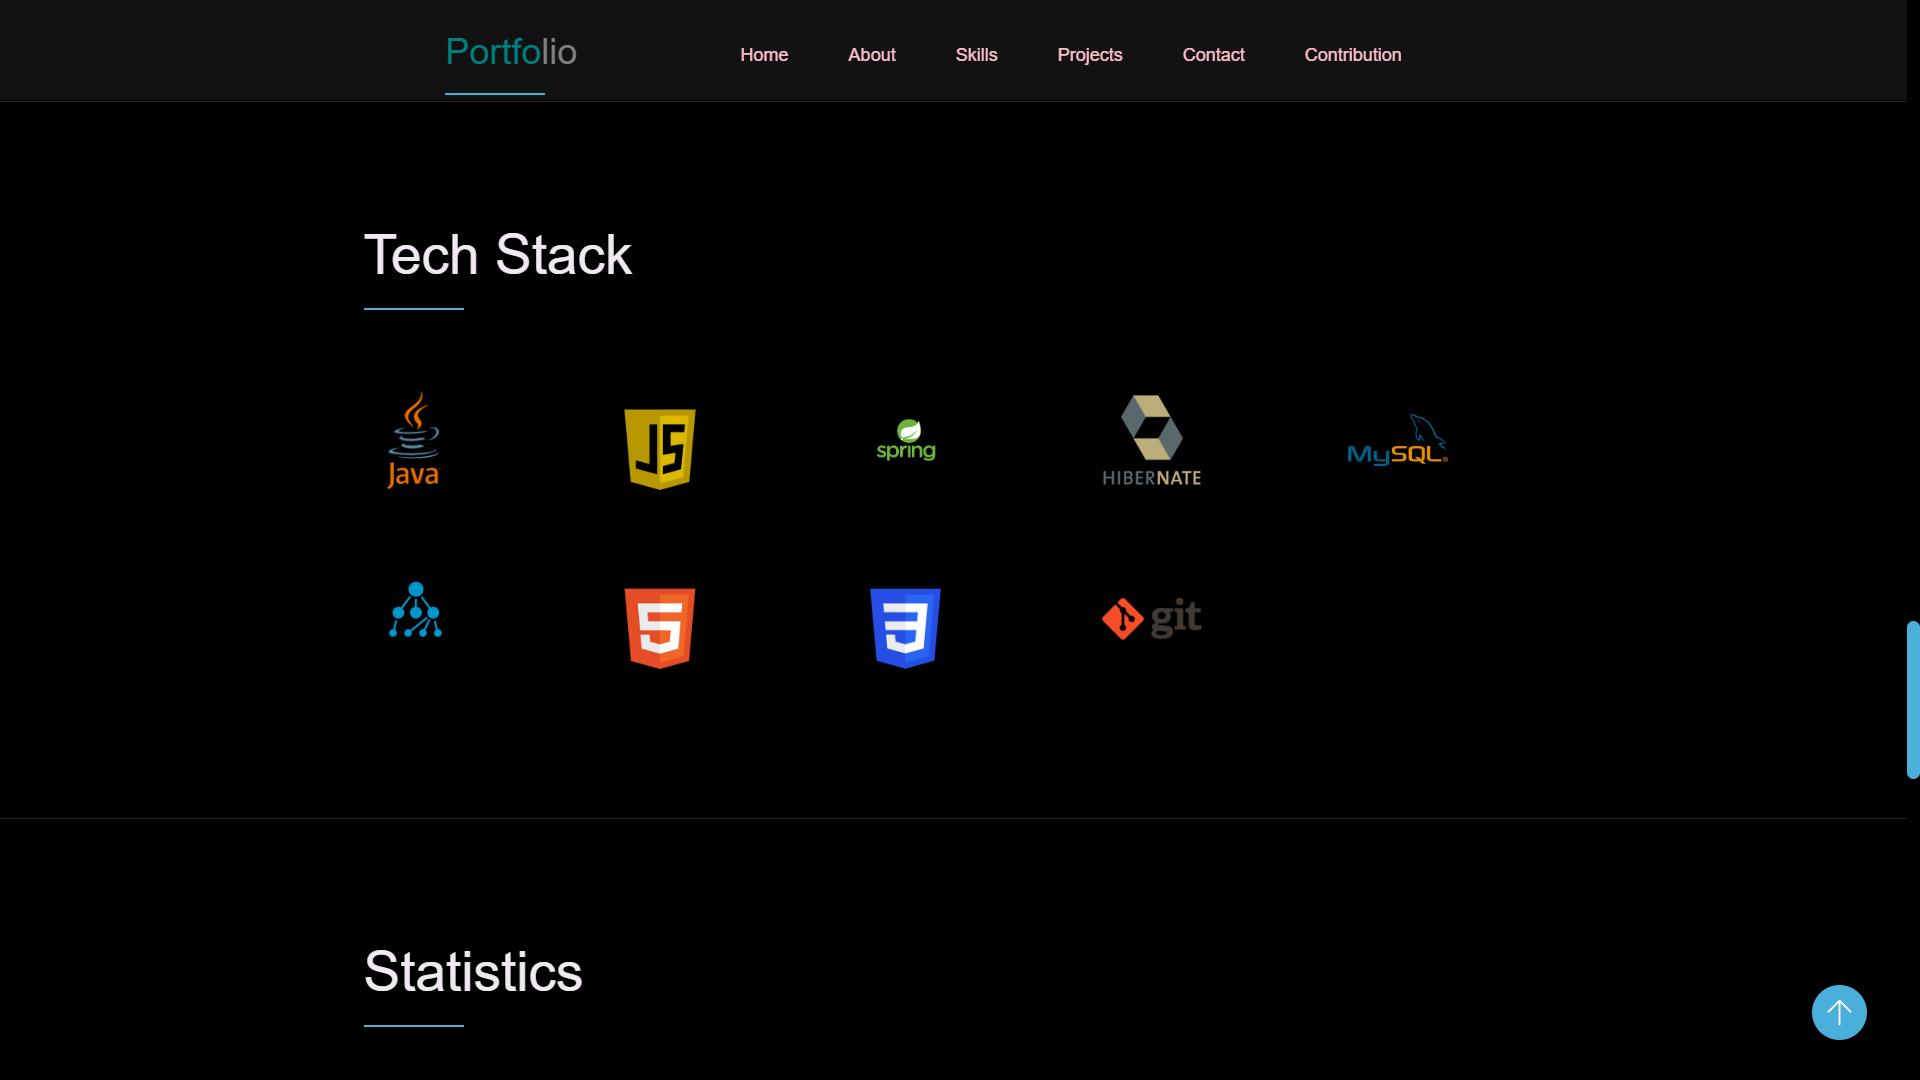 Portfolio
Home About Skills Projects Contact Contribution
Tech Stack
Java JS spring HIBERNATE MySQL®
5 3 git
Statistics